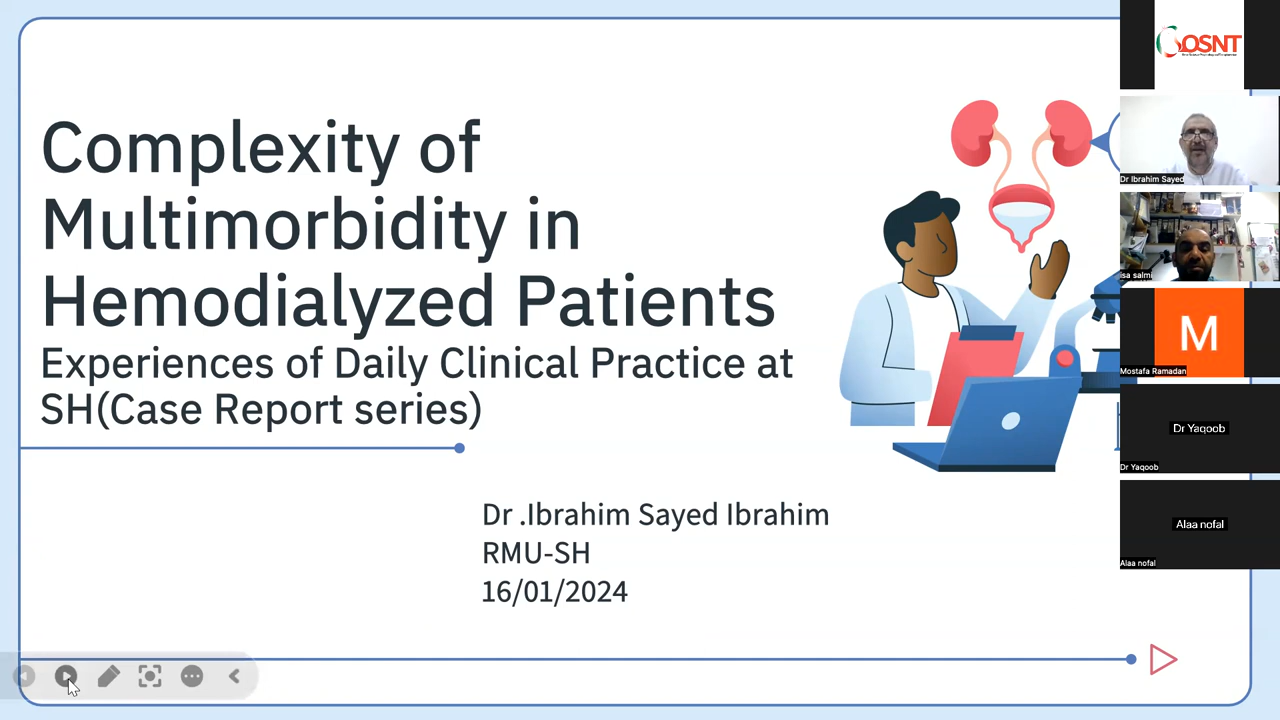 Complexity of
Multimorbidity in
Hemodialyzed Patients
Experiences of Daily Clinical Practice at
SH(Case Report series)
Dr .Ibrahim Sayed Ibrahim
RMU-SH
16/01/2024
OSNT
Dr Ibrahim Sayed
isa salmi
M
Mostafa Ramadan
Dr Yaqoob
Dr Yaqoob
Alaa nofal
Alaa nofal